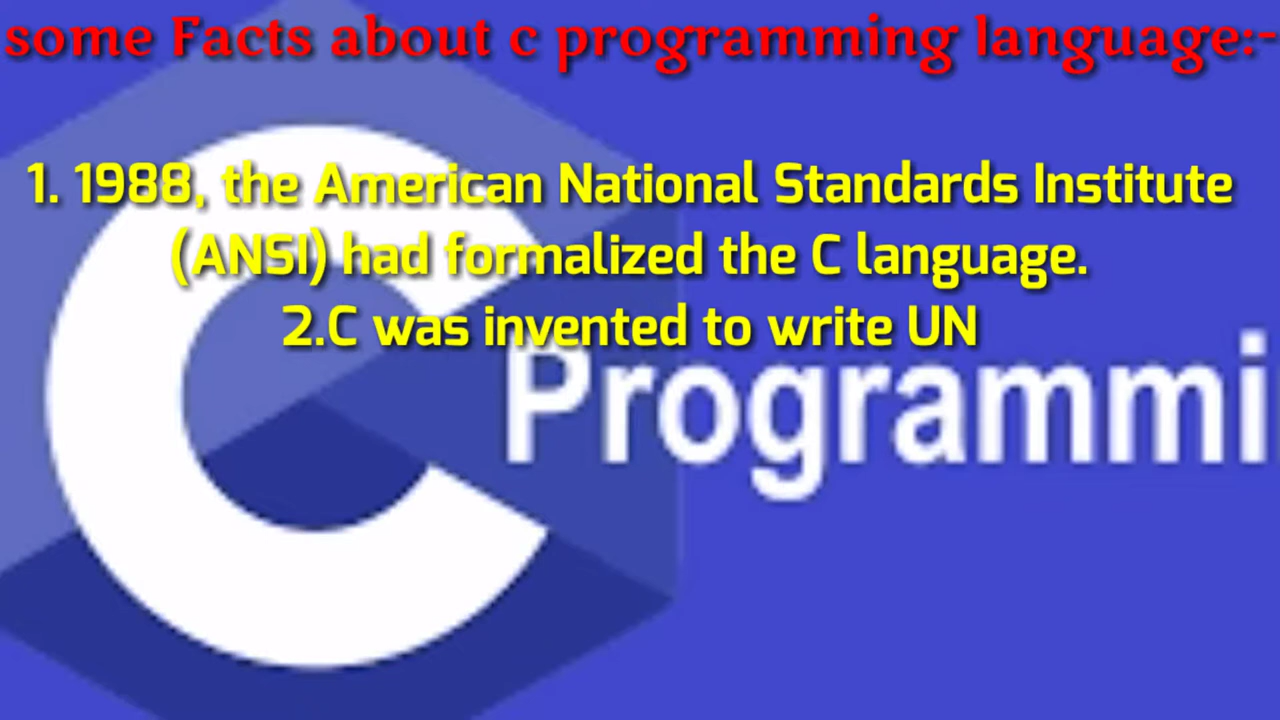 some Facts about c programming language:-
1. 1988, the American National Standards Institute
(ANSI) had formalized the C language.
2.C was invented to write UN
Programmi